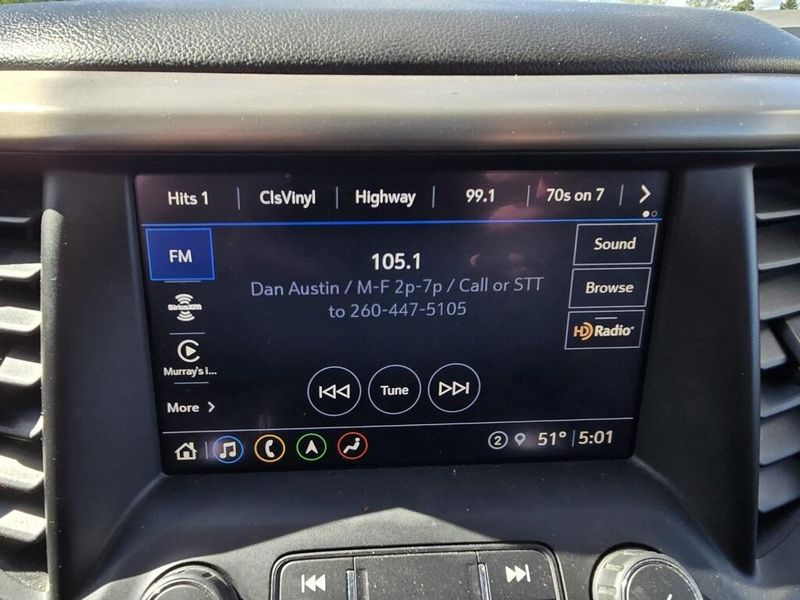 Hits 1 | ClsVinyl | Highway | 99.1 | 70s on 7
FM
105.1
Sound
Dan Austin / M-F 2p-7p / Call or STT
to 260-447-5105
SiriusXM
Browse
HD Radio
Murray's i...
Tune
More
2 51° | 5:01